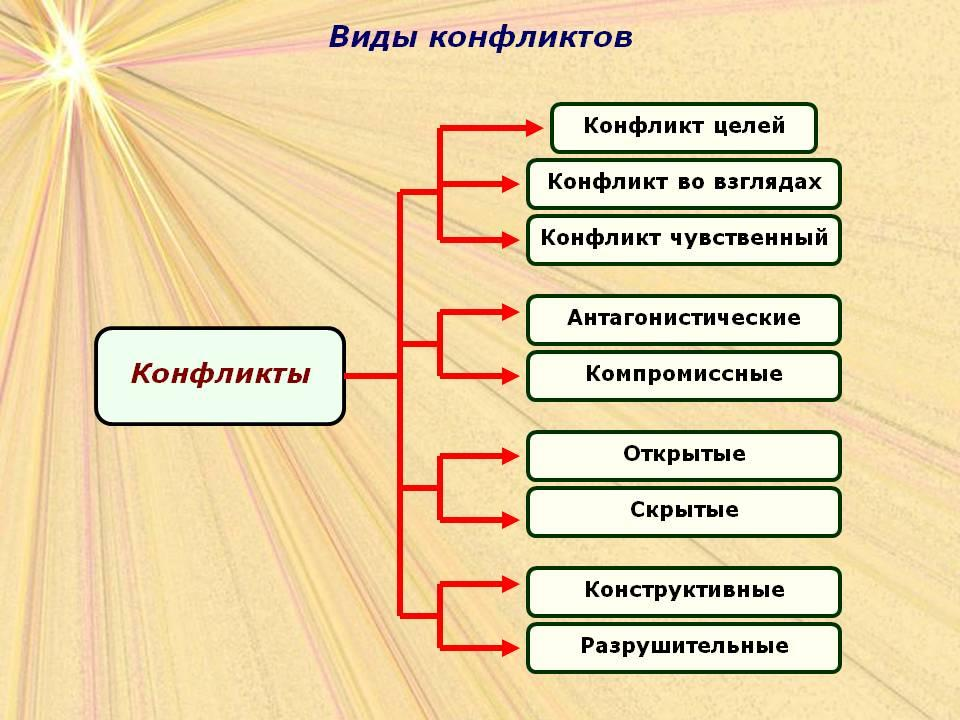 Виды конфликтов
Конфликт целей
Конфликт во взглядах
Конфликт чувственный
Антагонистические
Конфликты
Компромиссные
Открытые
Скрытые
Конструктивные
Разрушительные